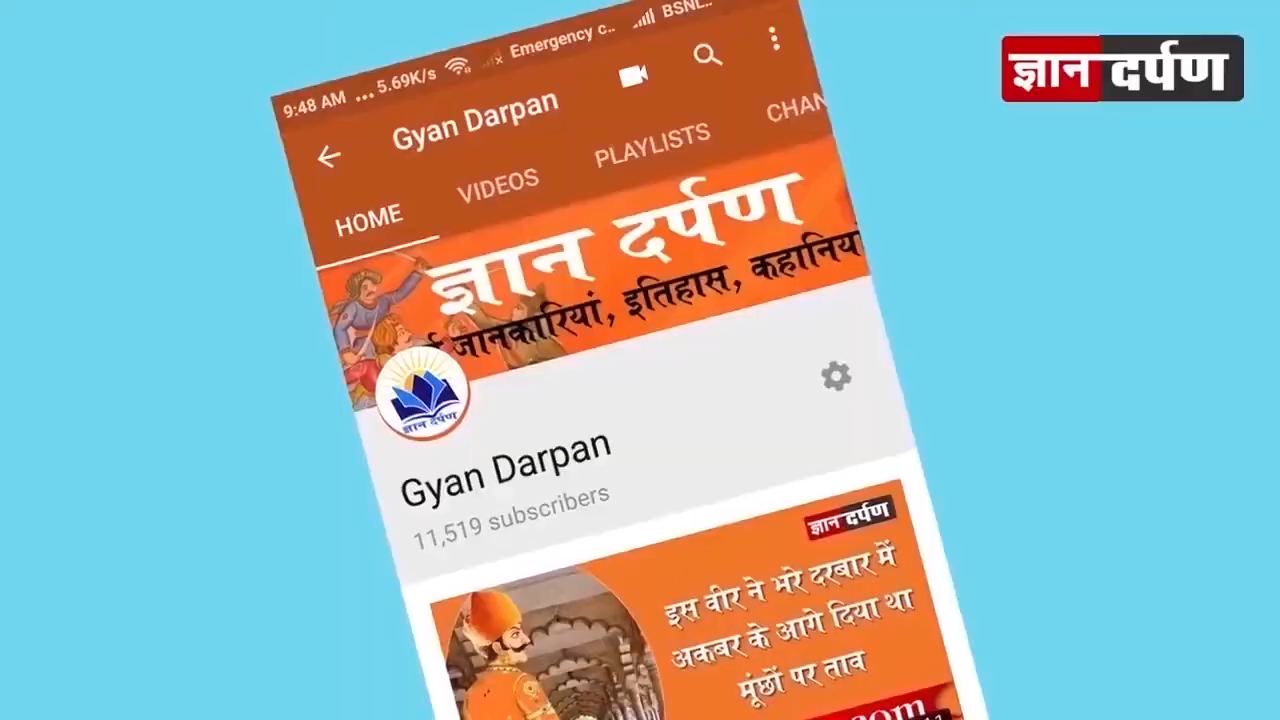 ज्ञान दर्पण
9:48 AM ... 5.69K/s Emergency c.. BSNL..
Gyan Darpan
HOME VIDEOS PLAYLISTS CHAN
ज्ञान दर्पण
जानकारियां, इतिहास, कहानिय
ज्ञान दर्पण
Gyan Darpan
11,519 subscribers
ज्ञान दर्पण
इस वीर ने भरे दरबार में
अकबर के आगे दिया था
मूंछों पर ताव
.com